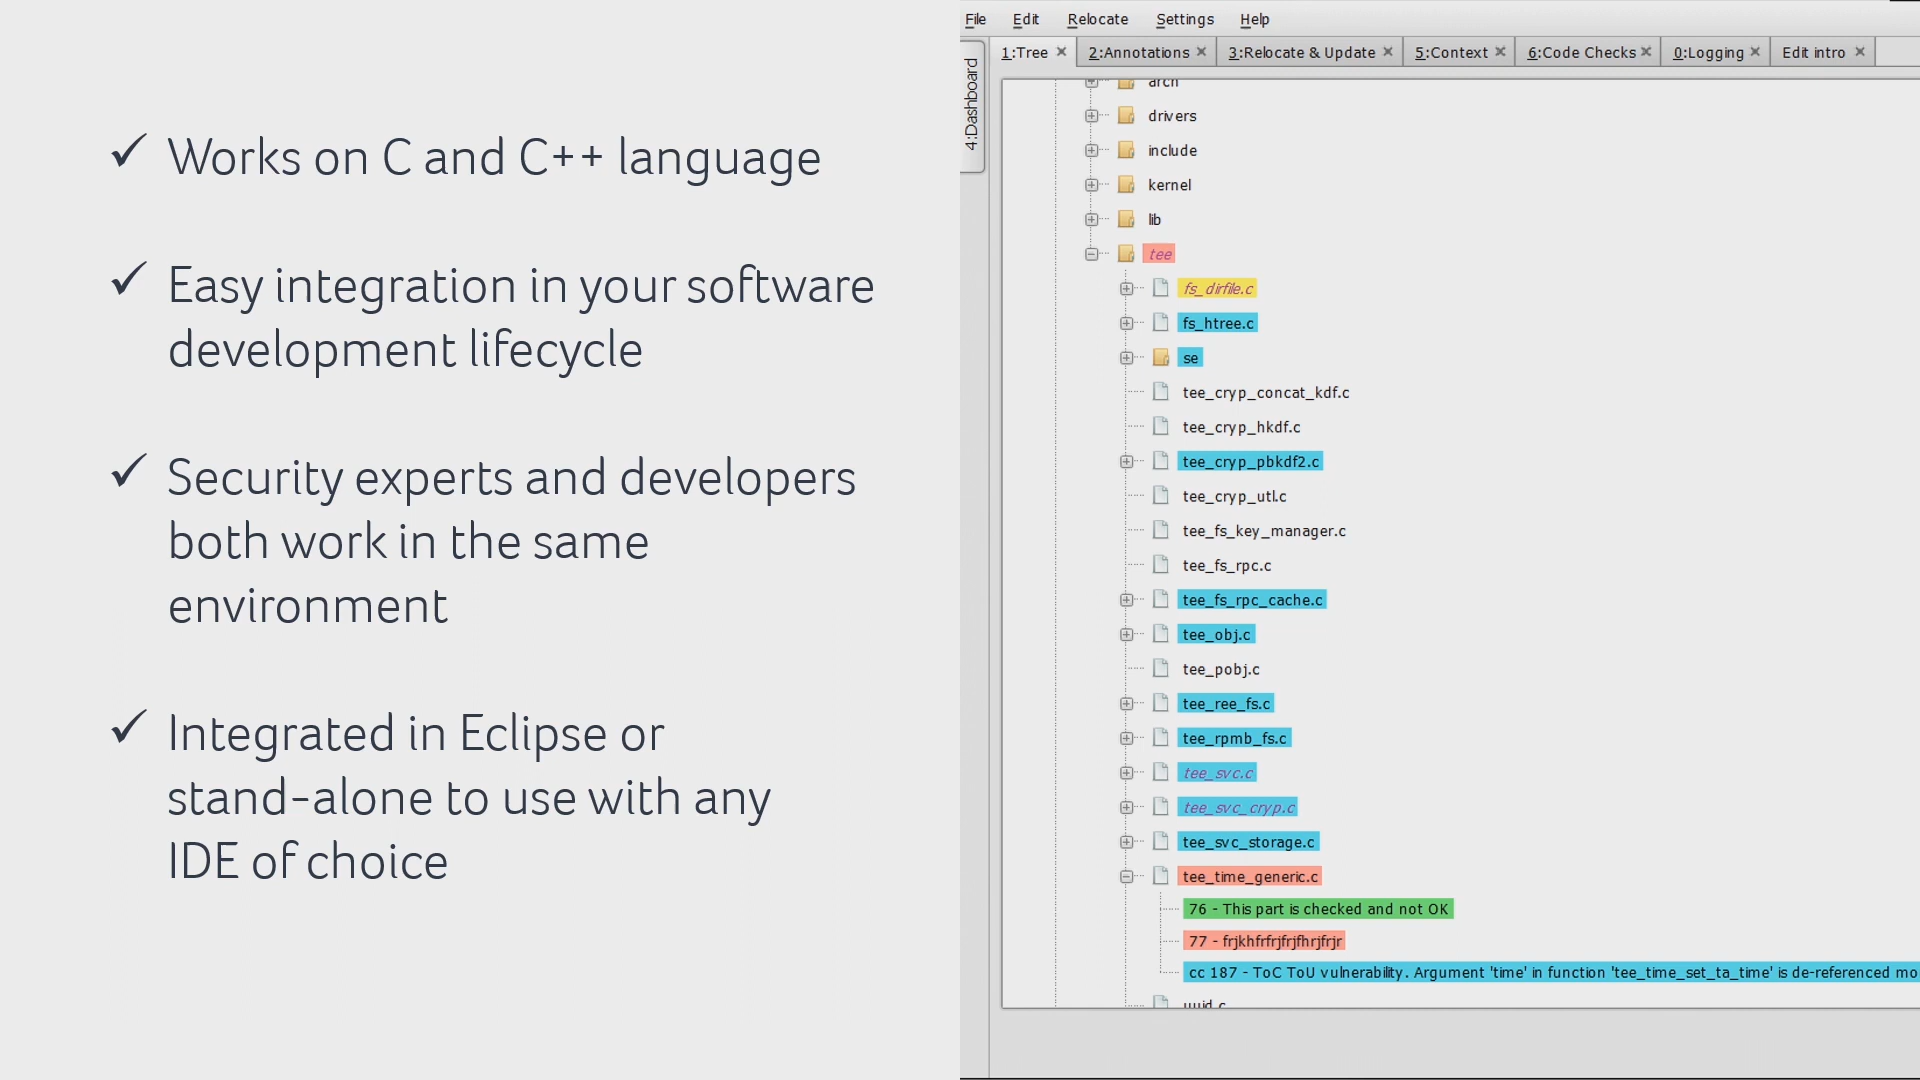 Works on C and C++ language
Easy integration in your software
development lifecycle
Security experts and developers
both work in the same
environment
Integrated in Eclipse or
stand-alone to use with any
IDE of choice
File Edit Relocate Settings Help
1:Tree 2:Annotations 3:Relocate & Update 5:Context 6:Code Checks 0:Logging Edit intro
4:Dashboard
arch
drivers
include
kernel
lib
tee
fs_dirfile.c
fs_htree.c
se
tee_cryp_concat_kdf.c
tee_cryp_hkdf.c
tee_cryp_pbkdf2.c
tee_cryp_utl.c
tee_fs_key_manager.c
tee_fs_rpc.c
tee_fs_rpc_cache.c
tee_obj.c
tee_pobj.c
tee_ree_fs.c
tee_rpmb_fs.c
tee_svc.c
tee_svc_cryp.c
tee_svc_storage.c
tee_time_generic.c
76 - This part is checked and not OK
77 - frjkhfrfrjfrjfhrjfrjr
cc 187 - ToC ToU vulnerability. Argument 'time' in function 'tee_time_set_ta_time' is de-referenced mo
uuid.c